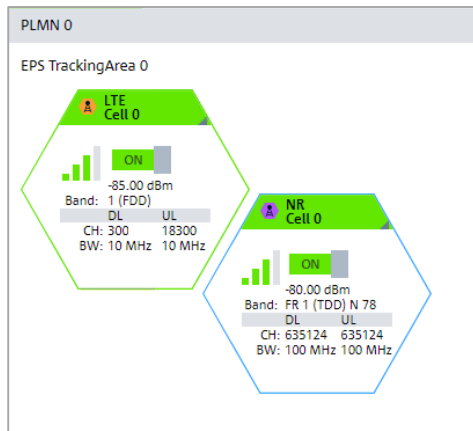 PLMN 0
EPS TrackingArea 0
LTE
Cell 0
ON
-85.00 dBm
Band: 1 (FDD)
DL UL
CH: 300 18300
BW: 10 MHz 10 MHz
NR
Cell 0
ON
-80.00 dBm
Band: FR 1 (TDD) N 78
DL UL
CH: 635124 635124
BW: 100 MHz 100 MHz